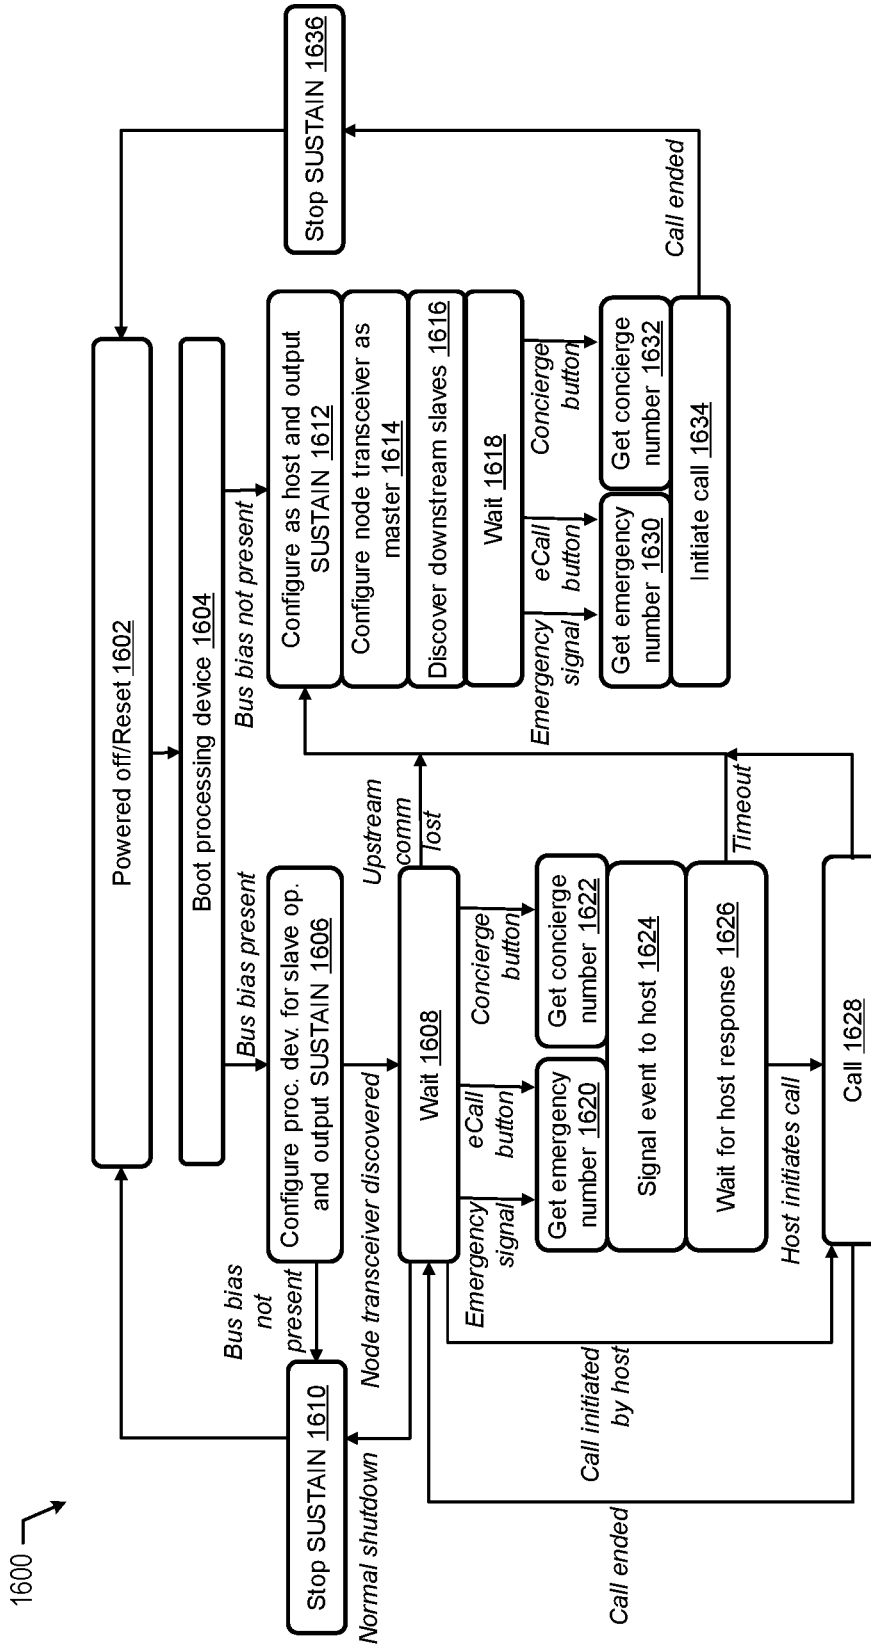 1600
Powered off/Reset 1602
Boot processing device 1604
Bus bias present
Bus bias not present
Configure proc. dev. for slave op.
and output SUSTAIN 1606
Bus bias
not
present
Stop SUSTAIN 1610
Normal shutdown
Node transceiver discovered
Wait 1608
Upstream
comm
lost
Emergency
signal
eCall
button
Concierge
button
Get emergency
number 1620
Get concierge
number 1622
Signal event to host 1624
Wait for host response 1626
Timeout
Host initiates call
Call initiated
by host
Call ended
Call 1628
Configure as host and output
SUSTAIN 1612
Configure node transceiver as
master 1614
Discover downstream slaves 1616
Wait 1618
Emergency
signal
eCall
button
Concierge
button
Get emergency
number 1630
Get concierge
number 1632
Initiate call 1634
Call ended
Stop SUSTAIN 1636